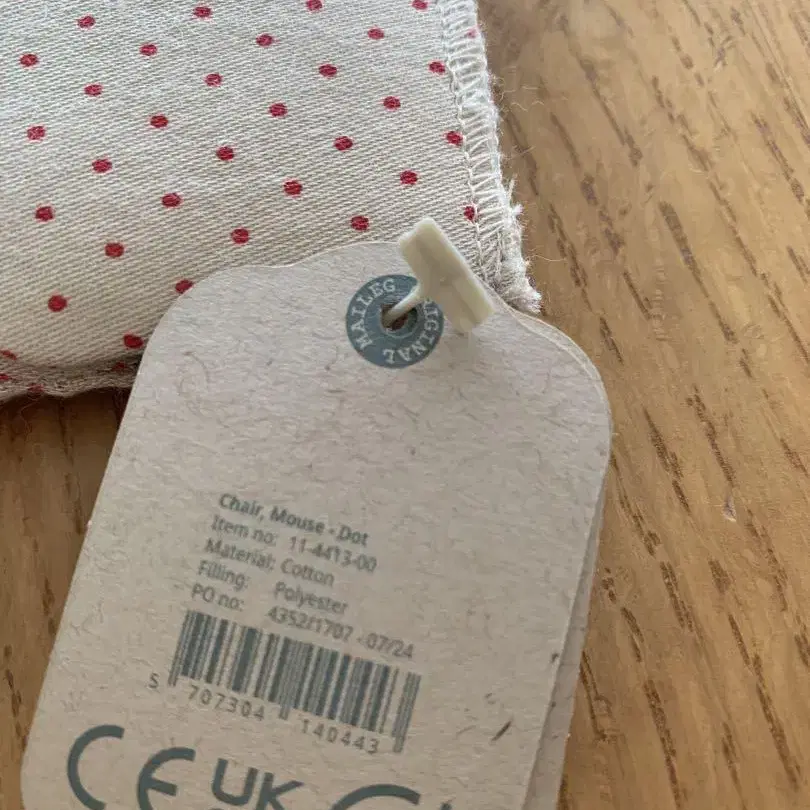 MAILEG ORIGINAL
Chair, Mouse - Dot
Item no: 11-4413-00
Material: Cotton
Filling: Polyester
PO no: 4352/1707 - 07/24
5 707304 140443
CE UK